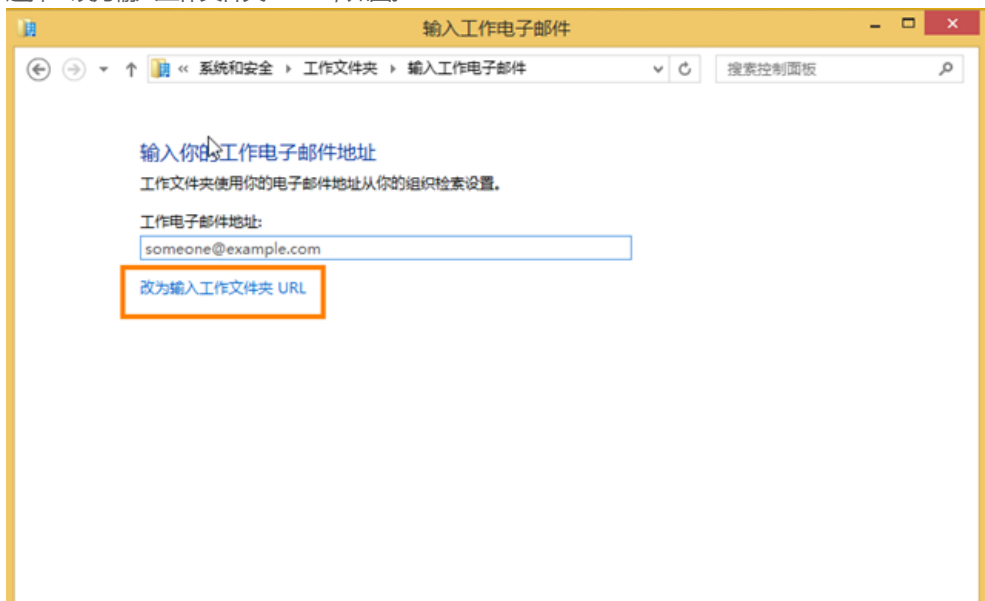 输入工作电子邮件
« 系统和安全 ▸ 工作文件夹 ▸ 输入工作电子邮件
搜索控制面板
输入你的工作电子邮件地址
工作文件夹使用你的电子邮件地址从你的组织检索设置。
工作电子邮件地址:
someone@example.com
改为输入工作文件夹 URL